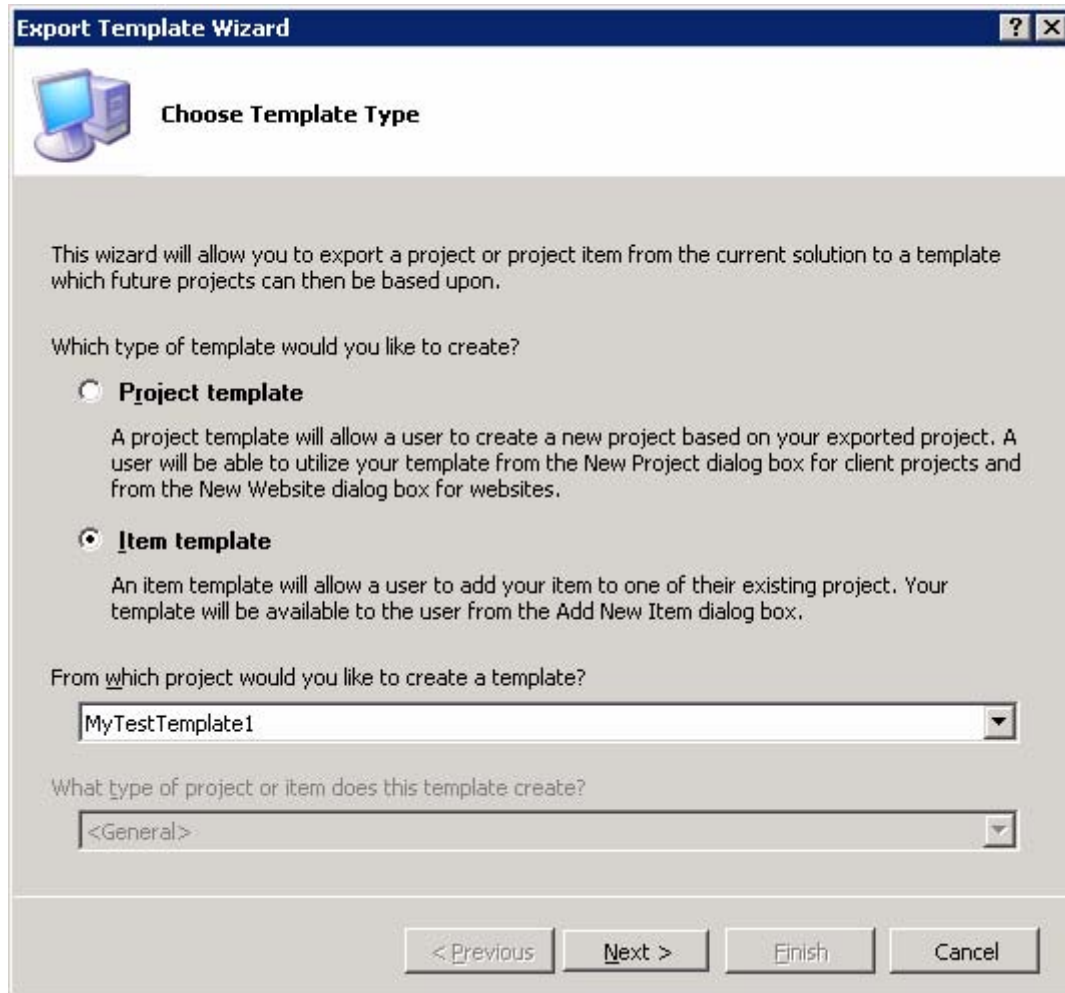 Export Template Wizard
?
Choose Template Type
This wizard will allow you to export a project or project item from the current solution to a template
which future projects can then be based upon.
Which type of template would you like to create?
Project template
A project template will allow a user to create a new project based on your exported project. A
user will be able to utilize your template from the New Project dialog box for client projects and
from the New Website dialog box for websites.
Item template
An item template will allow a user to add your item to one of their existing project. Your
template will be available to the user from the Add New Item dialog box.
From which project would you like to create a template?
MyTestTemplate1
What type of project or item does this template create?
<General>
< Previous Next > Finish Cancel